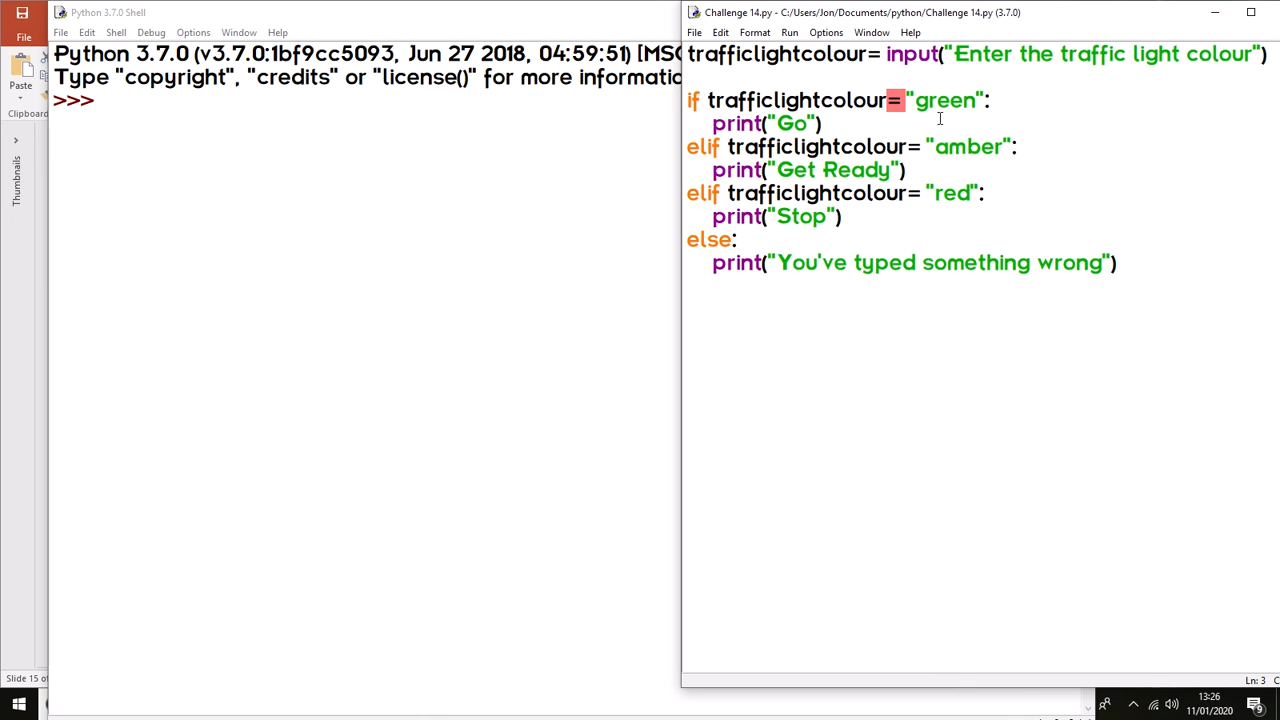 File
Paste
Clipboard
Thumbnails
Slide 15 of
Python 3.7.0 Shell
File Edit Shell Debug Options Window Help
Python 3.7.0 (v3.7.0:1bf9cc5093, Jun 27 2018, 04:59:51) [MSC
Type "copyright", "credits" or "license()" for more informatio
>>>
Challenge 14.py - C:/Users/Jon/Documents/python/Challenge 14.py (3.7.0)
File Edit Format Run Options Window Help
trafficlightcolour= input("Enter the traffic light colour")
if trafficlightcolour= "green":
print("Go")
elif trafficlightcolour= "amber":
print("Get Ready")
elif trafficlightcolour= "red":
print("Stop")
else:
print("You've typed something wrong")
Ln: 3 C
13:26
11/01/2020
9